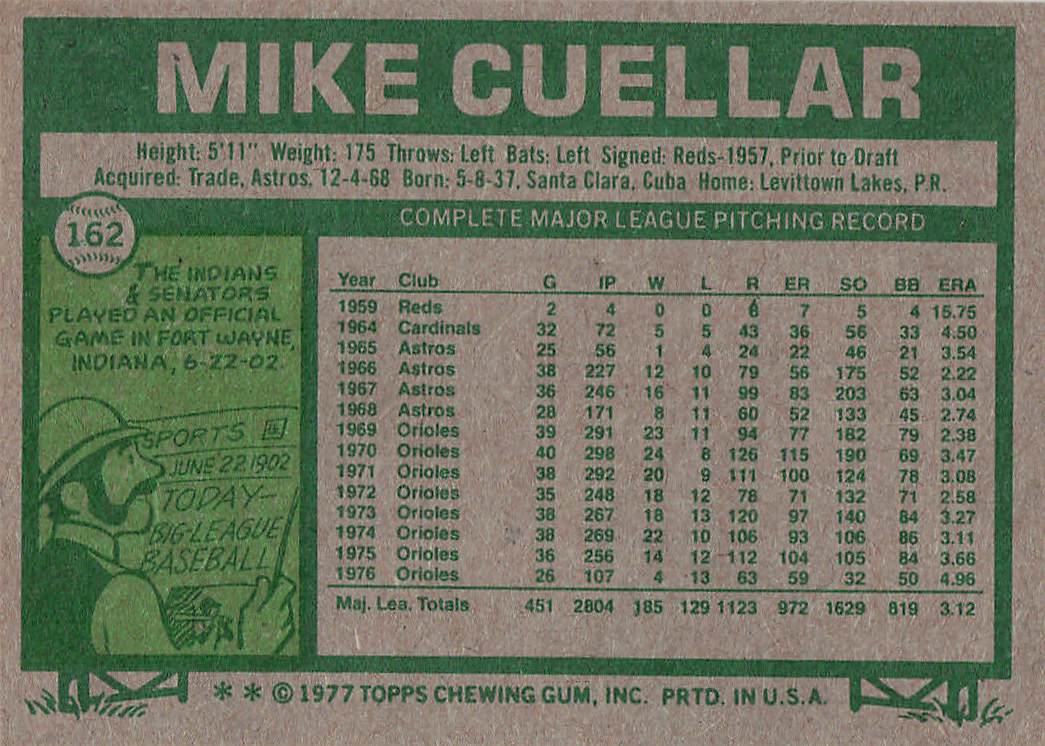 MIKE CUELLAR
Height: 5'11" Weight: 175 Throws: Left Bats: Left Signed: Reds-1957, Prior to Draft
Acquired: Trade, Astros, 12-4-68 Born: 5-8-37, Santa Clara, Cuba Home: Levittown Lakes, P.R.
162
COMPLETE MAJOR LEAGUE PITCHING RECORD
THE INDIANS
& SENATORS
PLAYED AN OFFICIAL
GAME IN FORT WAYNE,
INDIANA, 6-22-02.
SPORTS
JUNE 22 1902
TODAY-
BIG-LEAGUE
BASEBALL
Year Club G IP W L R ER SO BB ERA
1959 Reds 2 4 0 0 7 5 4 15.75
1964 Cardinals 32 72 5 5 43 36 56 33 4.50
1965 Astros 25 56 1 4 24 22 46 21 3.54
1966 Astros 38 227 12 10 79 56 175 52 2.22
1967 Astros 36 246 16 11 99 83 203 63 3.04
1968 Astros 28 171 8 11 60 52 133 45 2.74
1969 Orioles 39 291 23 11 94 77 182 79 2.38
1970 Orioles 40 298 24 8 126 115 190 69 3.47
1971 Orioles 38 292 20 9 111 100 124 78 3.08
1972 Orioles 35 248 18 12 78 71 132 71 2.58
1973 Orioles 38 267 18 13 120 97 140 84 3.27
1974 Orioles 38 269 22 10 106 93 106 86 3.11
1975 Orioles 36 256 14 12 112 104 105 84 3.66
1976 Orioles 26 107 4 13 63 59 32 50 4.96
Maj. Lea. Totals 451 2804 185 129 1123 972 1629 819 3.12
* * © 1977 TOPPS CHEWING GUM, INC. PRTD. IN U.S.A.